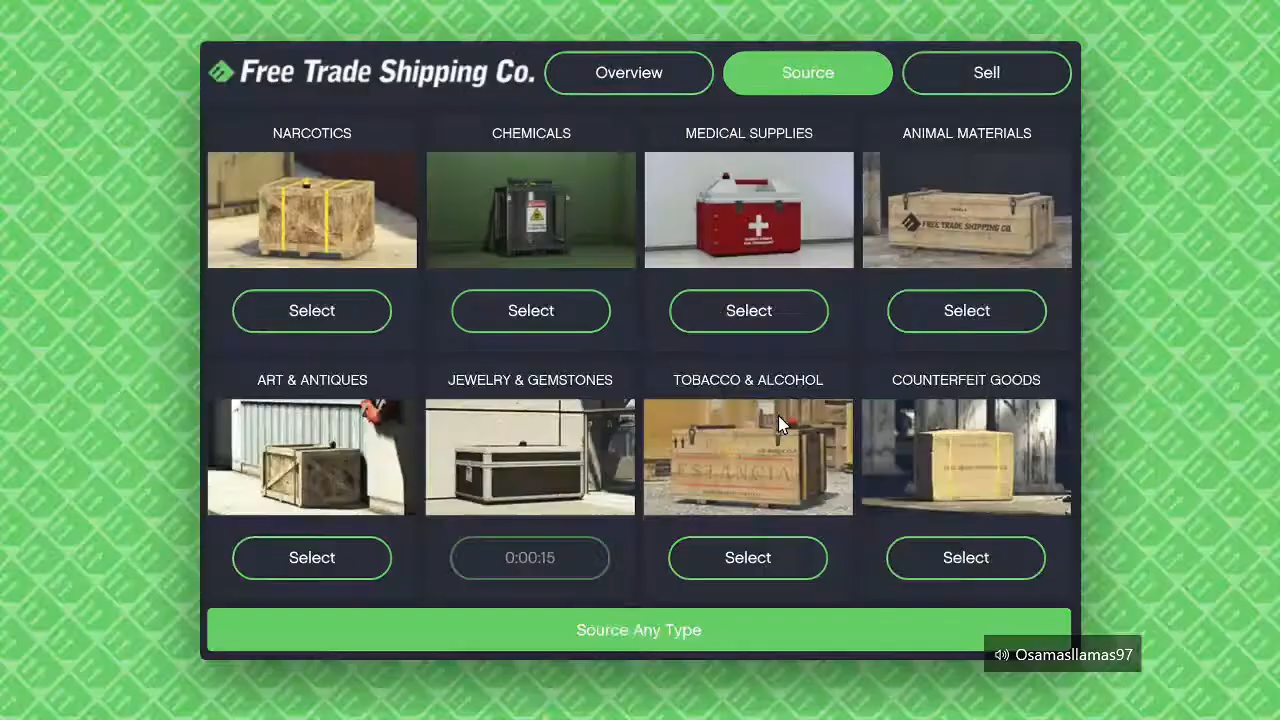 Free Trade Shipping Co.
Overview
Source
Sell
NARCOTICS
CHEMICALS
MEDICAL SUPPLIES
ANIMAL MATERIALS
FREE TRADE SHIPPING CO.
Select
Select
Select
Select
ART & ANTIQUES
JEWELRY & GEMSTONES
TOBACCO & ALCOHOL
COUNTERFEIT GOODS
ESTANCIA
Select
0:00:15
Select
Select
Source Any Type
Osamasllamas97